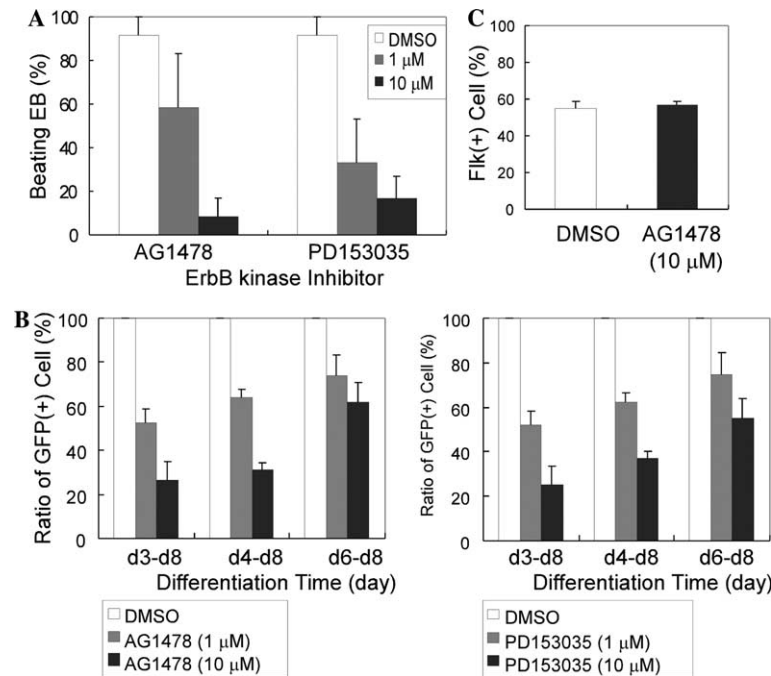 A
100
80
60
40
20
0
Beating EB (%)
DMSO
1 μM
10 μM
AG1478
PD153035
ErbB kinase Inhibitor
C
100
80
60
40
20
0
Flk(+) Cell (%)
DMSO
AG1478
(10 μM)
B
100
80
60
40
20
0
Ratio of GFP(+) Cell (%)
d3-d8
d4-d8
d6-d8
Differentiation Time (day)
DMSO
AG1478 (1 μM)
AG1478 (10 μM)
100
80
60
40
20
0
Ratio of GFP(+) Cell (%)
d3-d8
d4-d8
d6-d8
Differentiation Time (day)
DMSO
PD153035 (1 μM)
PD153035 (10 μM)